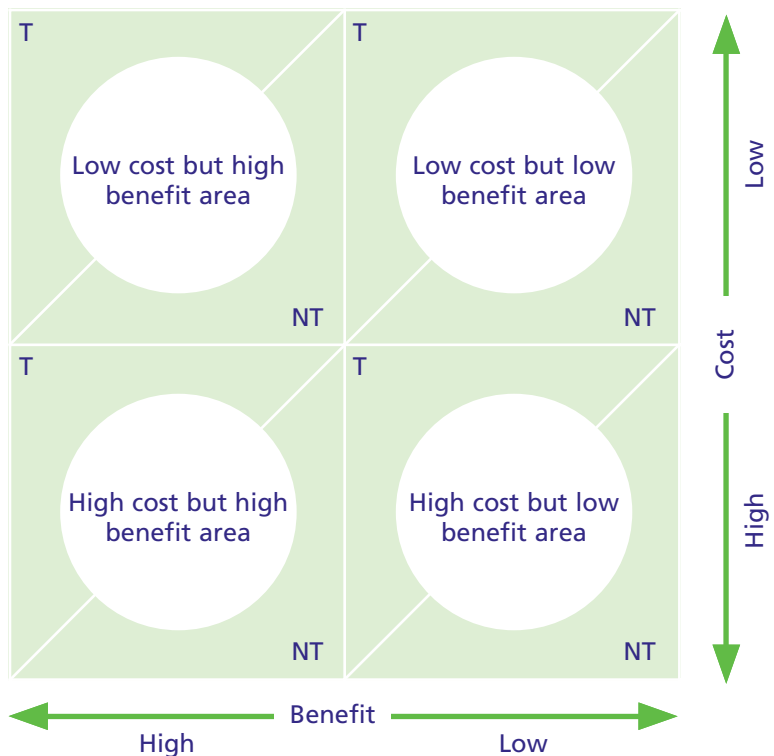 T
T
Low cost but high
benefit area
Low cost but low
benefit area
NT
NT
T
T
High cost but high
benefit area
High cost but low
benefit area
NT
NT
Low
Cost
High
Benefit
High
Low